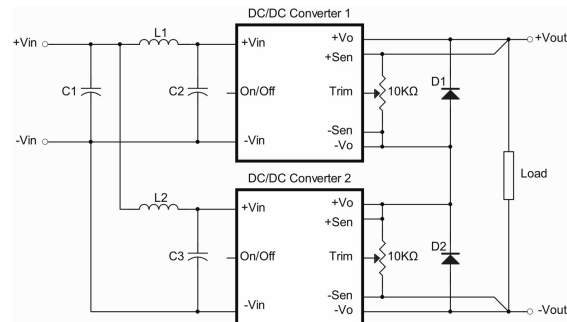 DC/DC Converter 1
+Vin L1 +Vin +Vo +Vout
+Sen
C1 C2 On/Off Trim 10KΩ D1
-Vin -Vin -Sen
-Vo
Load
DC/DC Converter 2
L2 +Vin +Vo
+Sen
C3 On/Off Trim 10KΩ D2
-Vin -Sen
-Vo -Vout